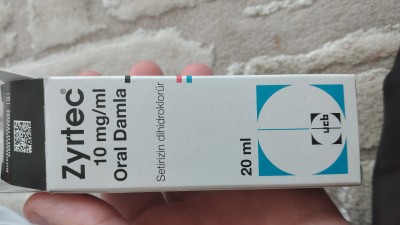 Zyrtec®
10 mg/ml
Oral Damla
Setirizin dihidroklorür
20 ml
ucb